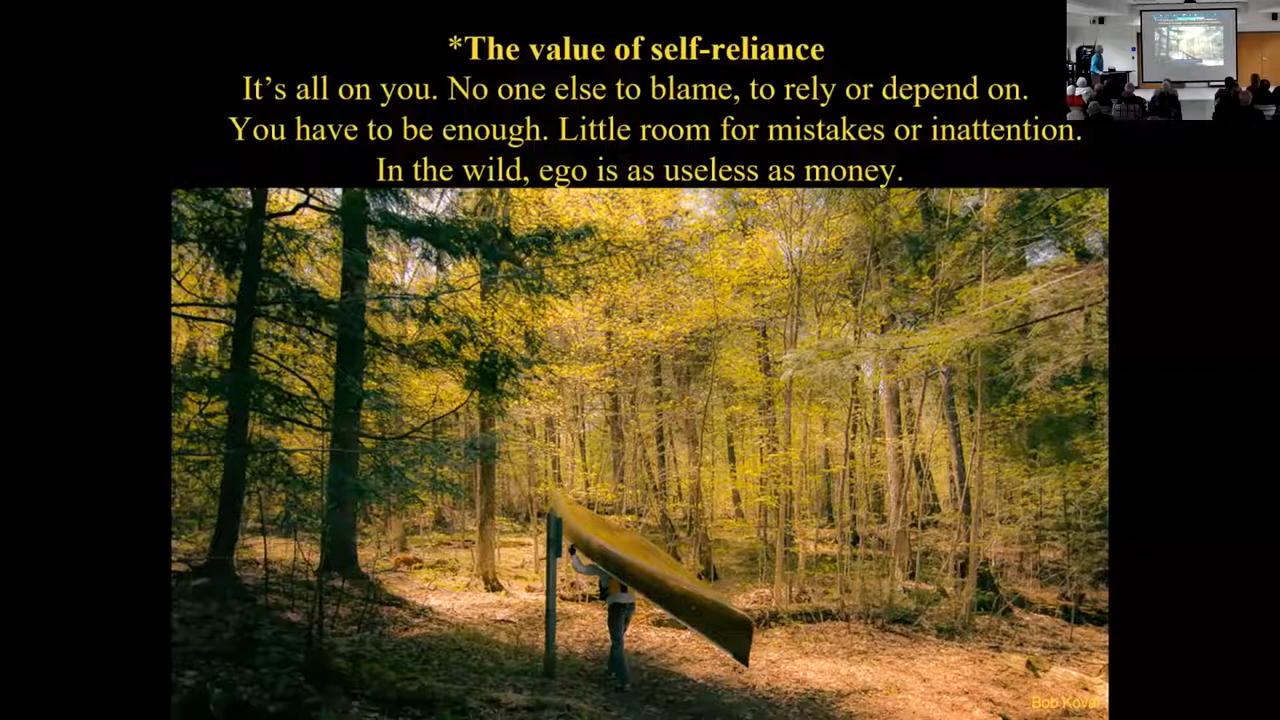 *The value of self-reliance
It’s all on you. No one else to blame, to rely or depend on.
You have to be enough. Little room for mistakes or inattention.
In the wild, ego is as useless as money.
Bob Koval